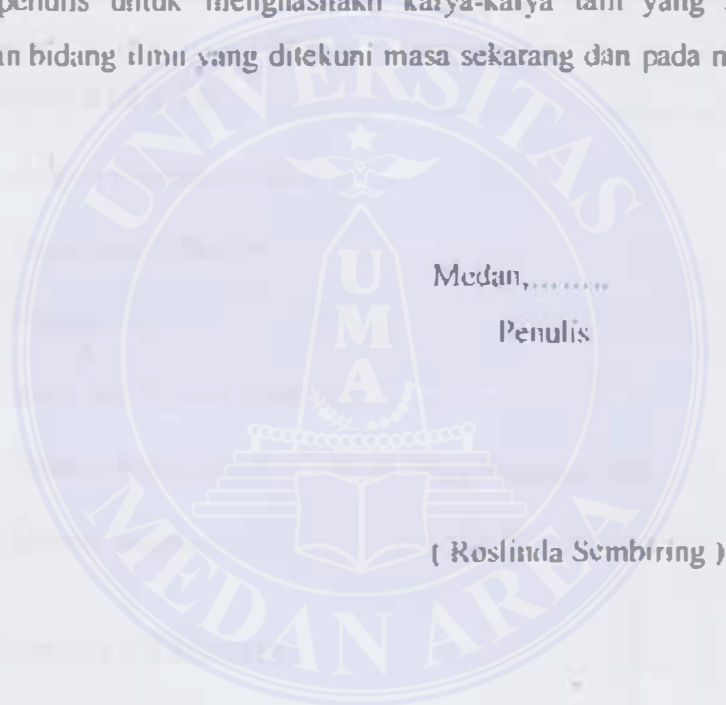 penulis untuk menghasilkan karya-karya lain yang
bidang ilmu yang ditekuni masa sekarang dan pada
UNIVERSITAS
Medan,.........
Penulis
U
M
A
( Roslinda Sembiring )
MEDAN AREA